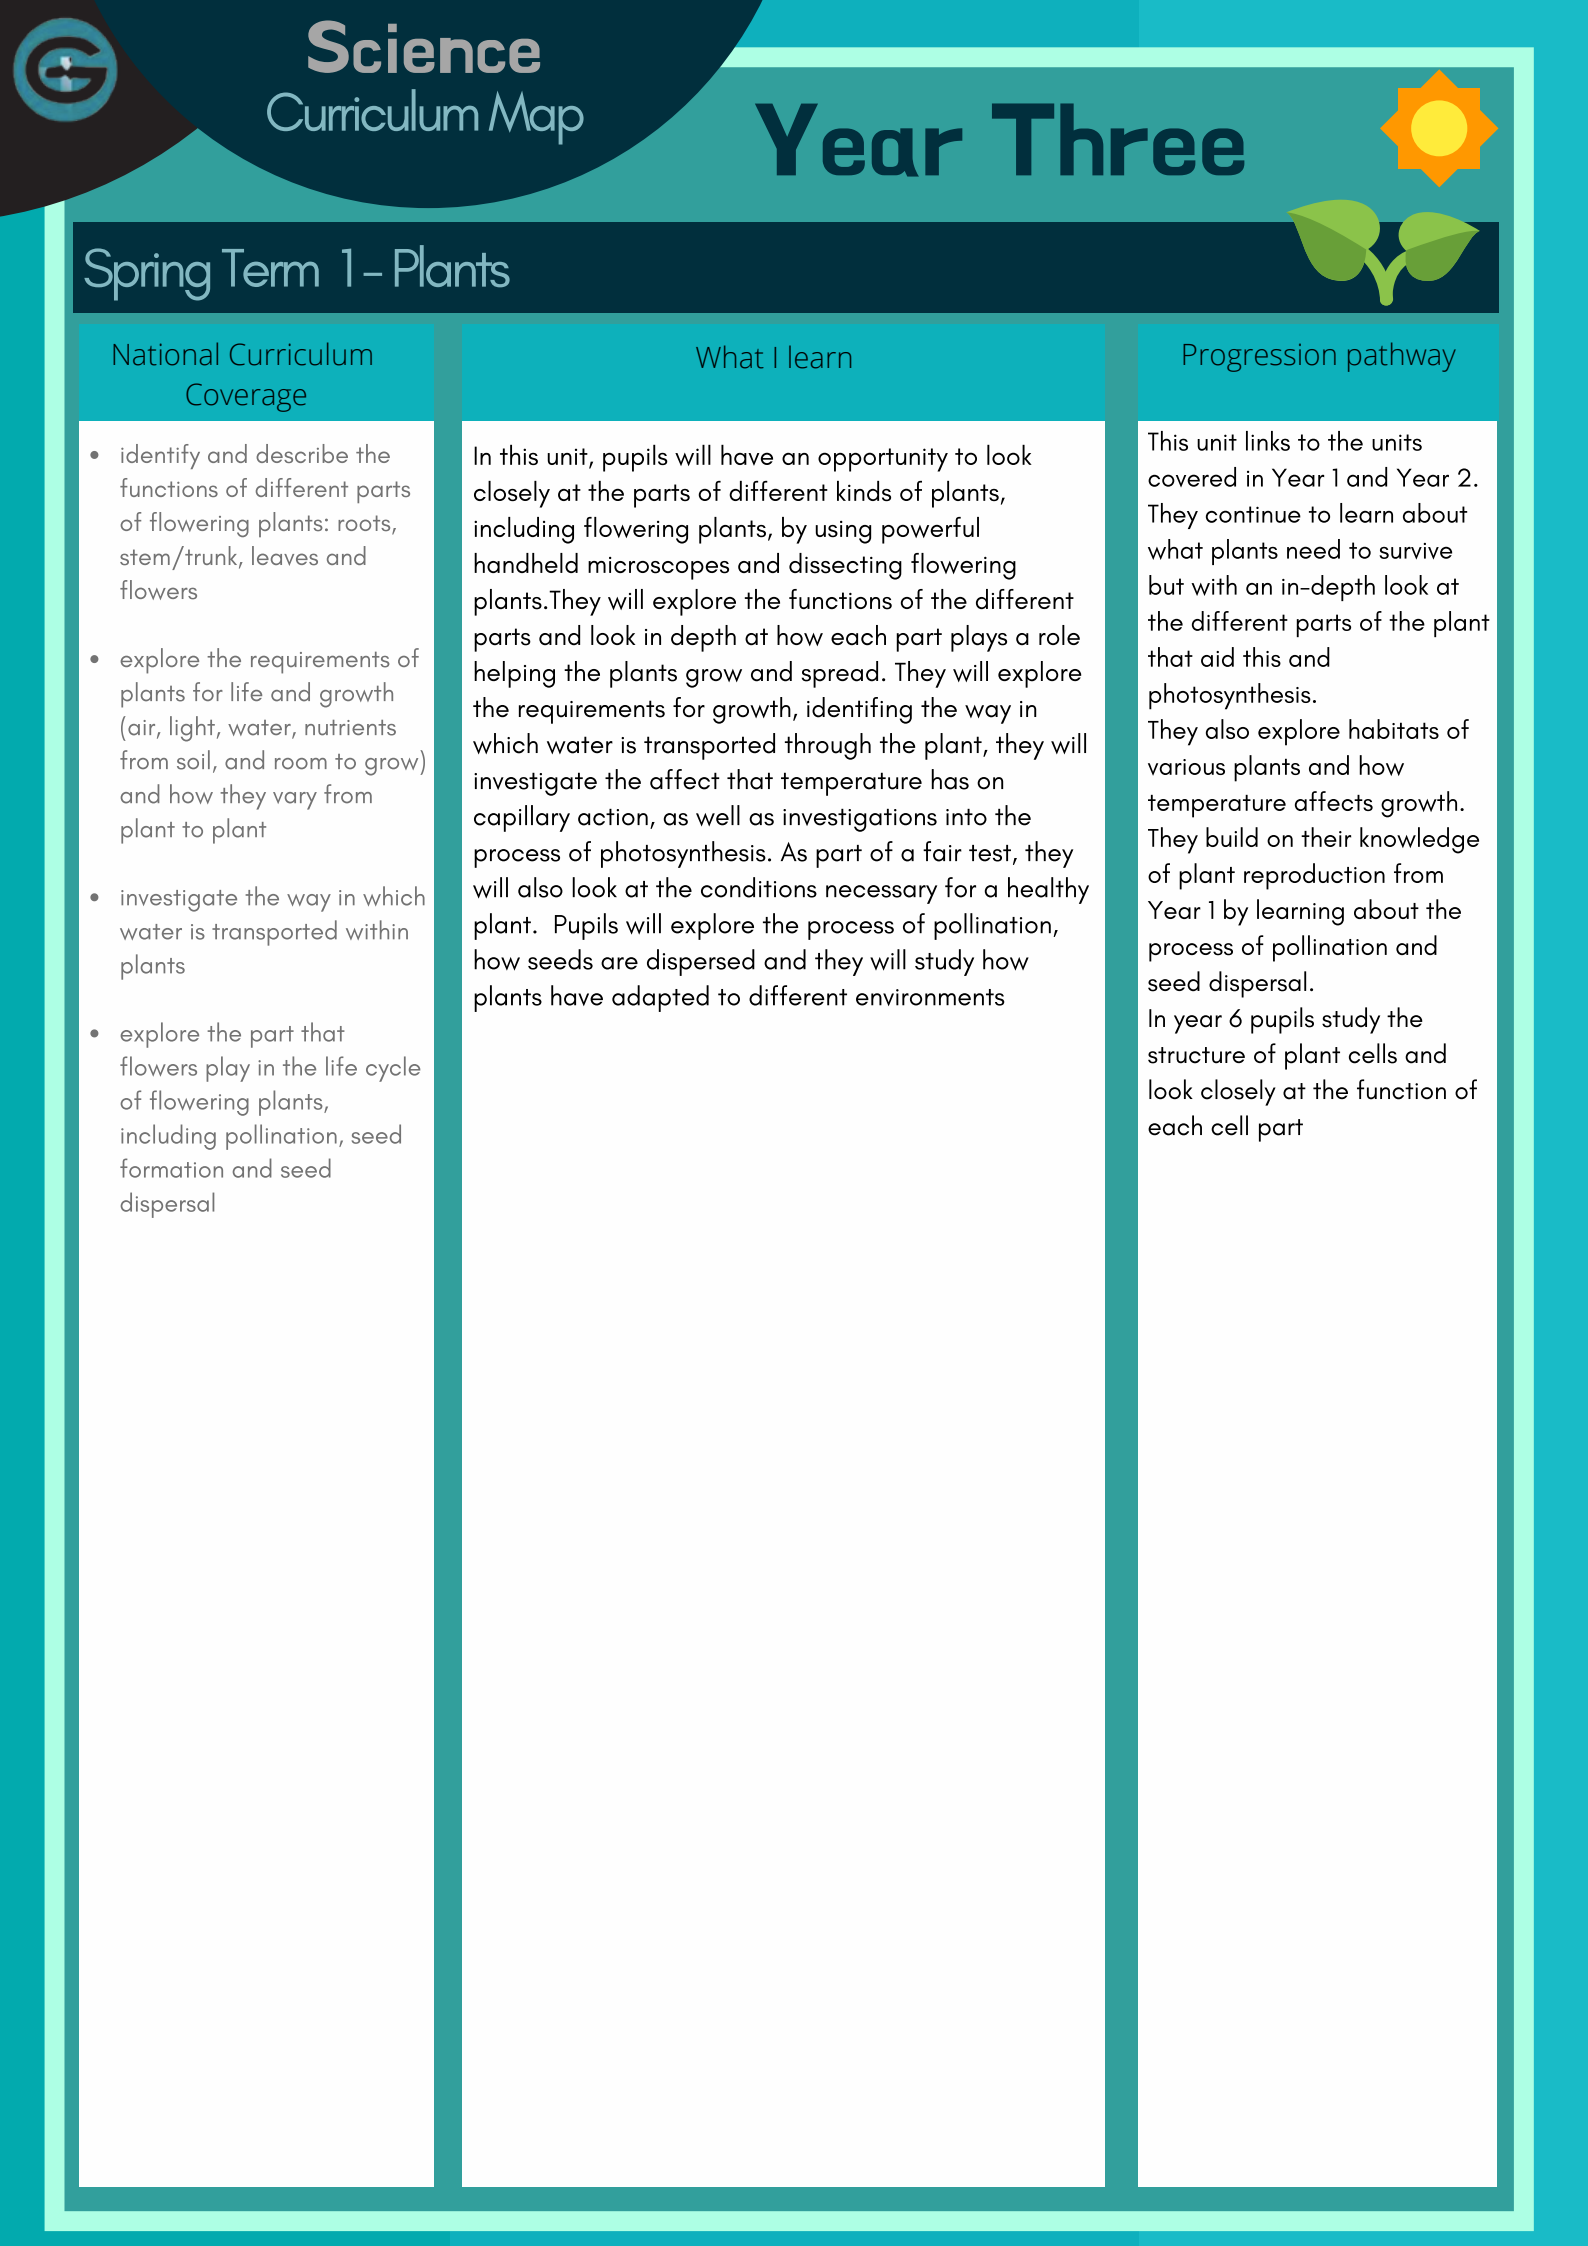 Science
Curriculum Map
Year Three
Spring Term 1 - Plants
National Curriculum
Coverage
identify and describe the
functions of different parts
of flowering plants: roots,
stem/trunk, leaves and
flowers
explore the requirements of
plants for life and growth
(air, light, water, nutrients
from soil, and room to grow)
and how they vary from
plant to plant
investigate the way in which
water is transported within
plants
explore the part that
flowers play in the life cycle
of flowering plants,
including pollination, seed
formation and seed
dispersal
What I learn
In this unit, pupils will have an opportunity to look
closely at the parts of different kinds of plants,
including flowering plants, by using powerful
handheld microscopes and dissecting flowering
plants.They will explore the functions of the different
parts and look in depth at how each part plays a role
helping the plants grow and spread. They will explore
the requirements for growth, identifing the way in
which water is transported through the plant, they will
investigate the affect that temperature has on
capillary action, as well as investigations into the
process of photosynthesis. As part of a fair test, they
will also look at the conditions necessary for a healthy
plant.  Pupils will explore the process of pollination,
how seeds are dispersed and they will study how
plants have adapted to different environments
Progression pathway
This unit links to the units
covered in Year 1 and Year 2.
They continue to learn about
what plants need to survive
but with an in-depth look at
the different parts of the plant
that aid this and
photosynthesis.
They also explore habitats of
various plants and how
temperature affects growth.
They build on their knowledge
of plant reproduction from
Year 1 by learning about the
process of pollination and
seed dispersal.
In year 6 pupils study the
structure of plant cells and
look closely at the function of
each cell part